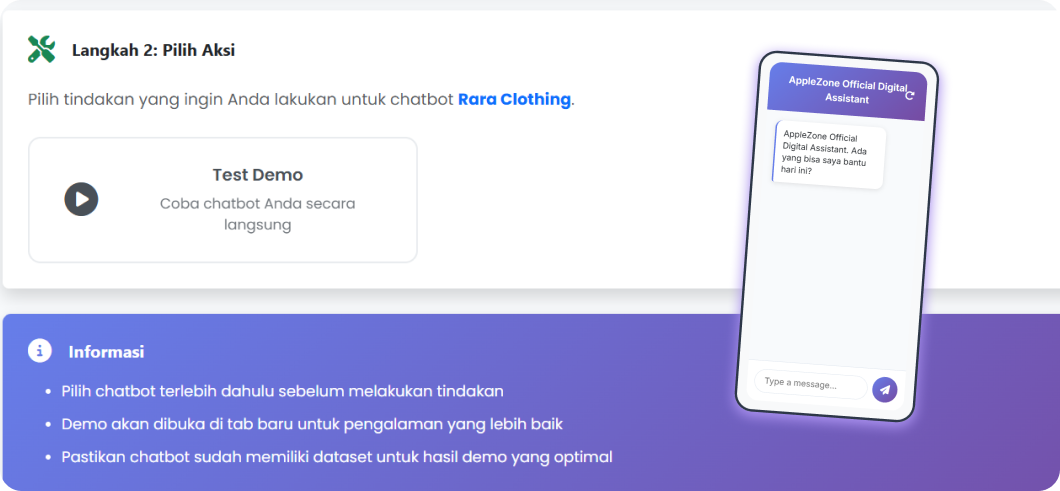 Langkah 2: Pilih Aksi
Pilih tindakan yang ingin Anda lakukan untuk chatbot Rara Clothing.
Test Demo
Coba chatbot Anda secara
langsung
Informasi
• Pilih chatbot terlebih dahulu sebelum melakukan tindakan
• Demo akan dibuka di tab baru untuk pengalaman yang lebih baik
• Pastikan chatbot sudah memiliki dataset untuk hasil demo yang optimal
AppleZone Official Digital
Assistant
AppleZone Official
Digital Assistant. Ada
yang bisa saya bantu
hari ini?
Type a message...